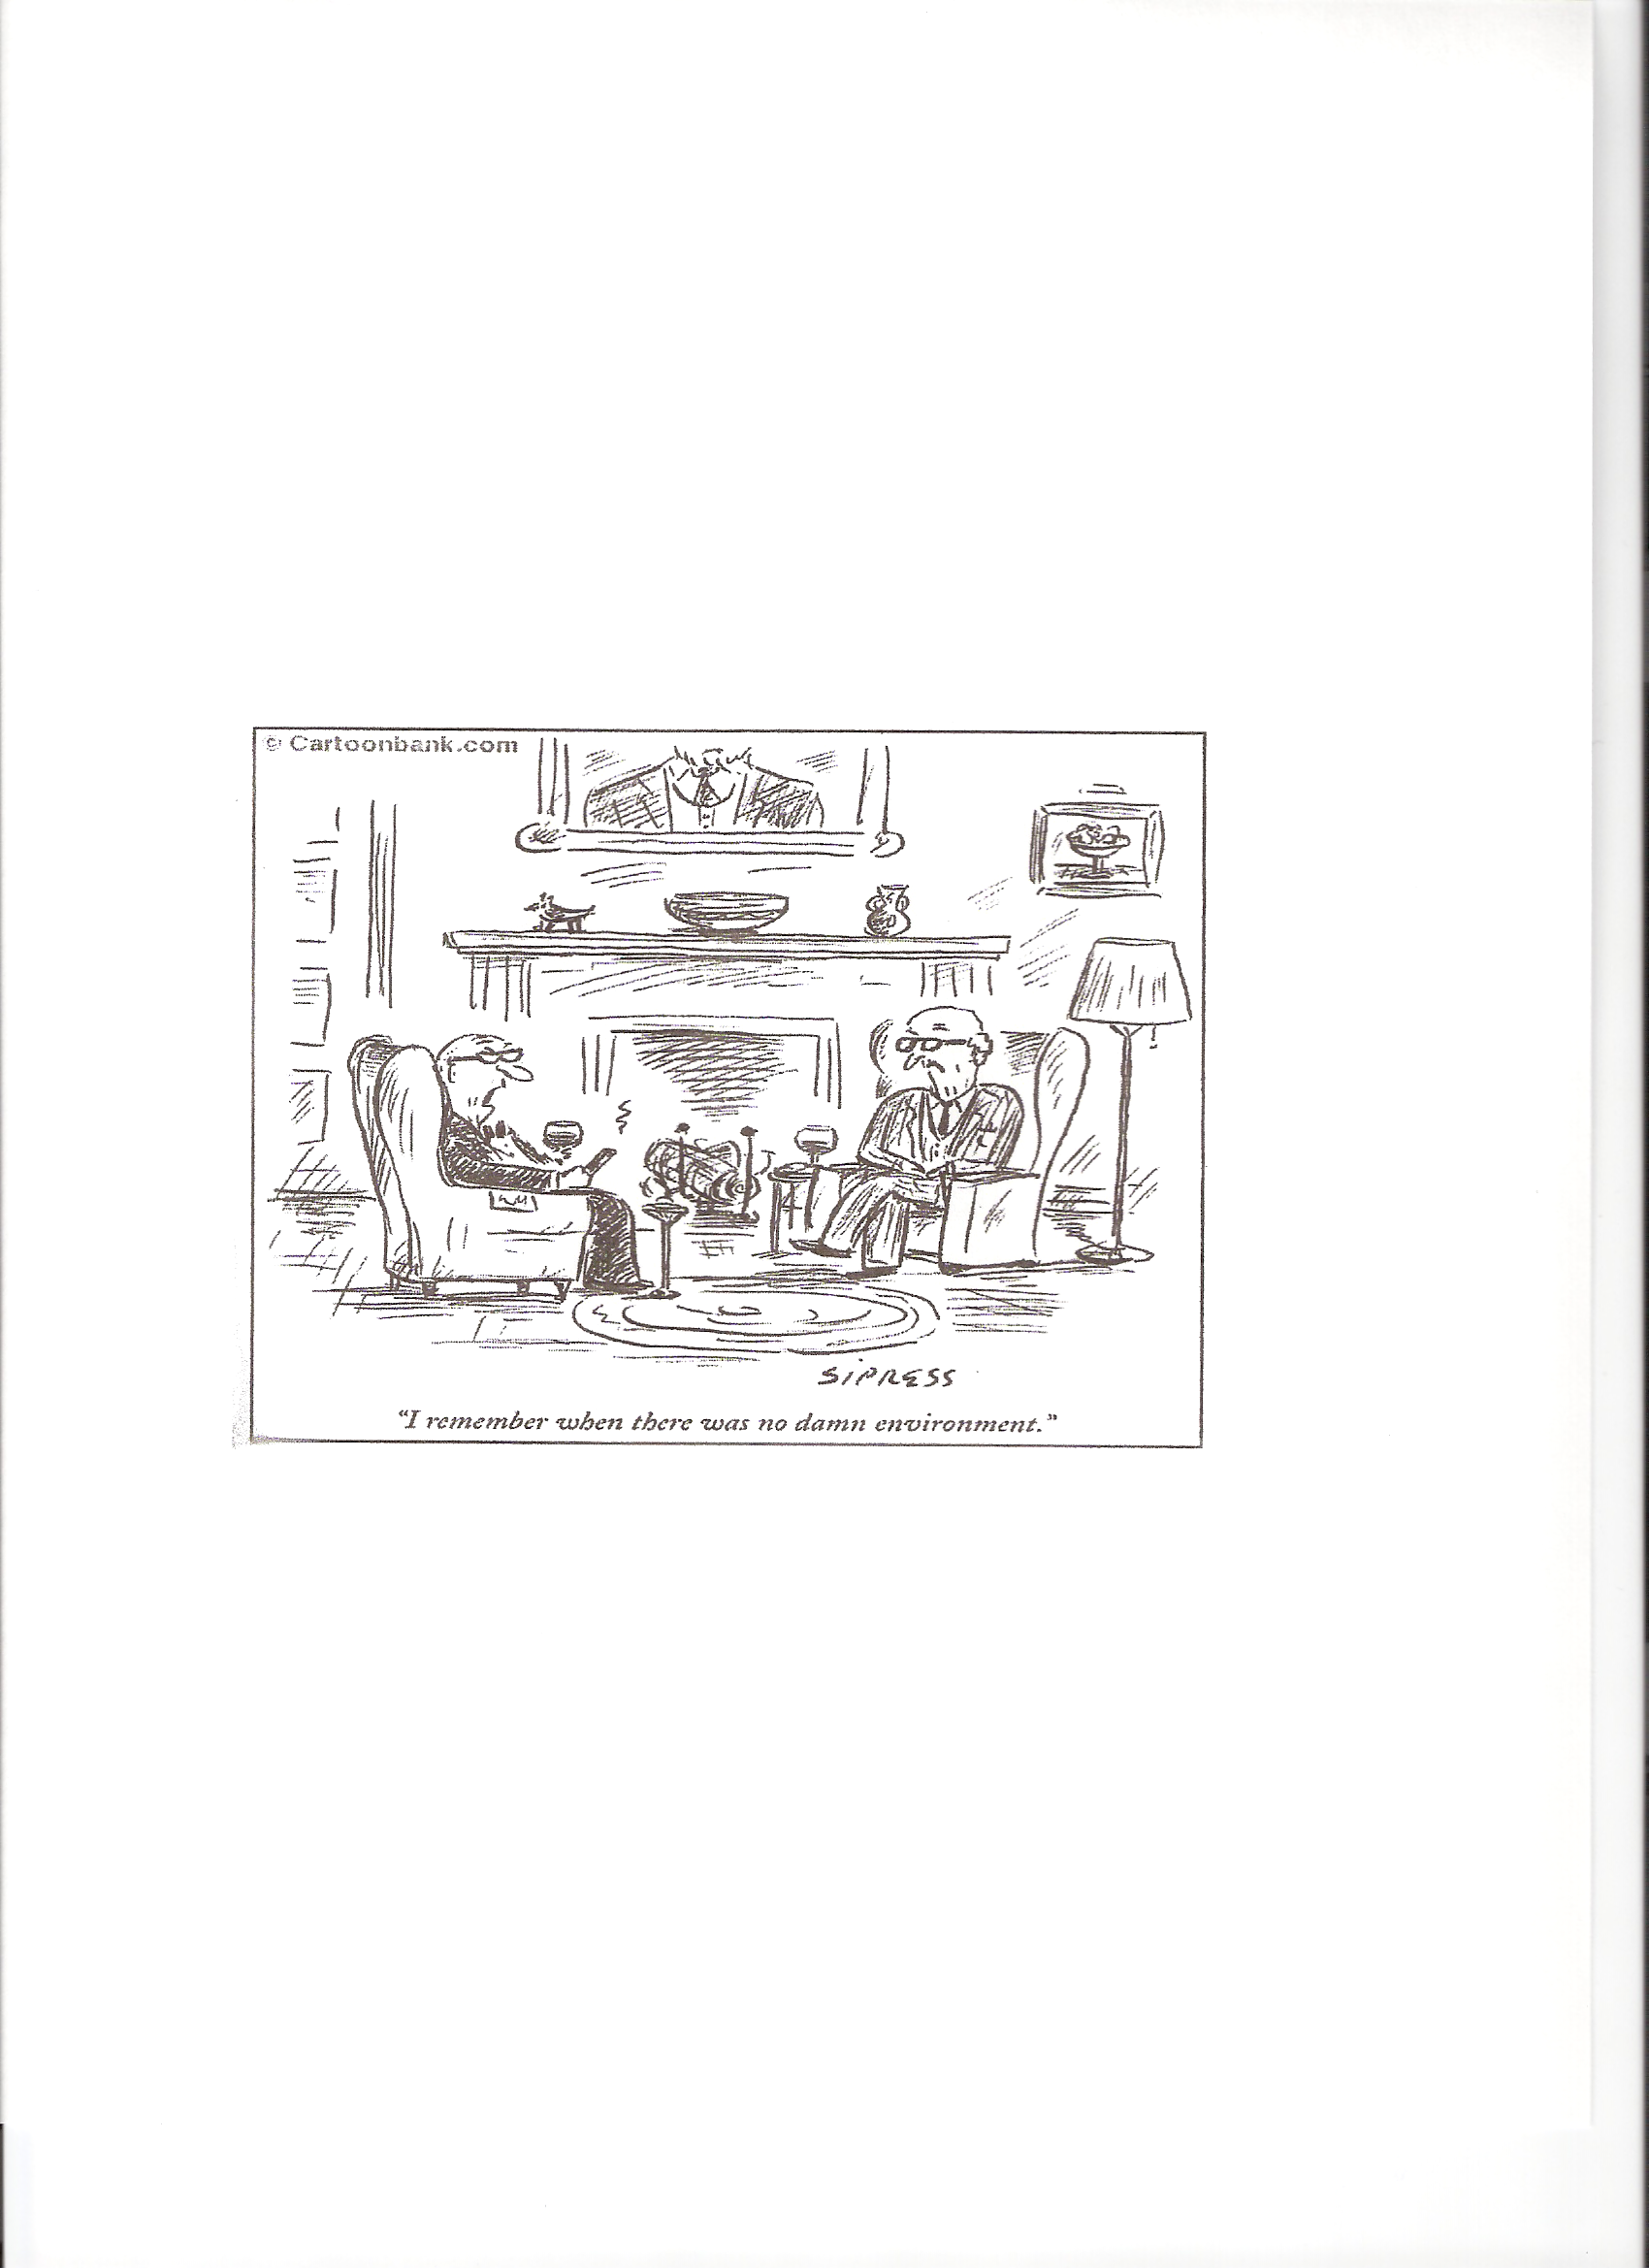 © Cartoonbank.com
SIPRESS
"I remember when there was no damn environment."